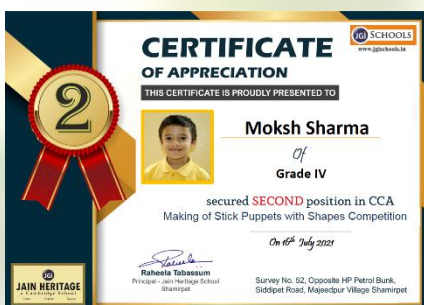 JGI SCHOOLS
www.jgischools.in
CERTIFICATE
OF APPRECIATION
THIS CERTIFICATE IS PROUDLY PRESENTED TO
2
Moksh Sharma
Of
Grade IV
secured SECOND position in CCA
Making of Stick Puppets with Shapes Competition
On 16th July 2021
Raheela Tabassum
Principal - Jain Heritage School
Shamirpet
Survey No. 52, Opposite HP Petrol Bunk,
Siddipet Road, Majeedpur Village Shamirpet
JGI
JAIN HERITAGE
a Cambridge School